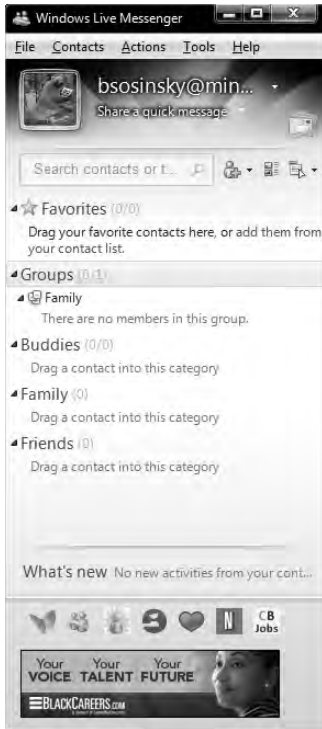 Windows Live Messenger
File Contacts Actions Tools Help
bsosinsky@min...
Share a quick message
Search contacts or t...
Favorites (0/0)
Drag your favorite contacts here, or add them from
your contact list.
Groups (0/1)
Family
There are no members in this group.
Buddies (0/0)
Drag a contact into this category
Family (0)
Drag a contact into this category
Friends (0)
Drag a contact into this category
What's new No new activities from your cont...
N CB
Jobs
Your Your Your
VOICE TALENT FUTURE
BLACKCAREERS.COM